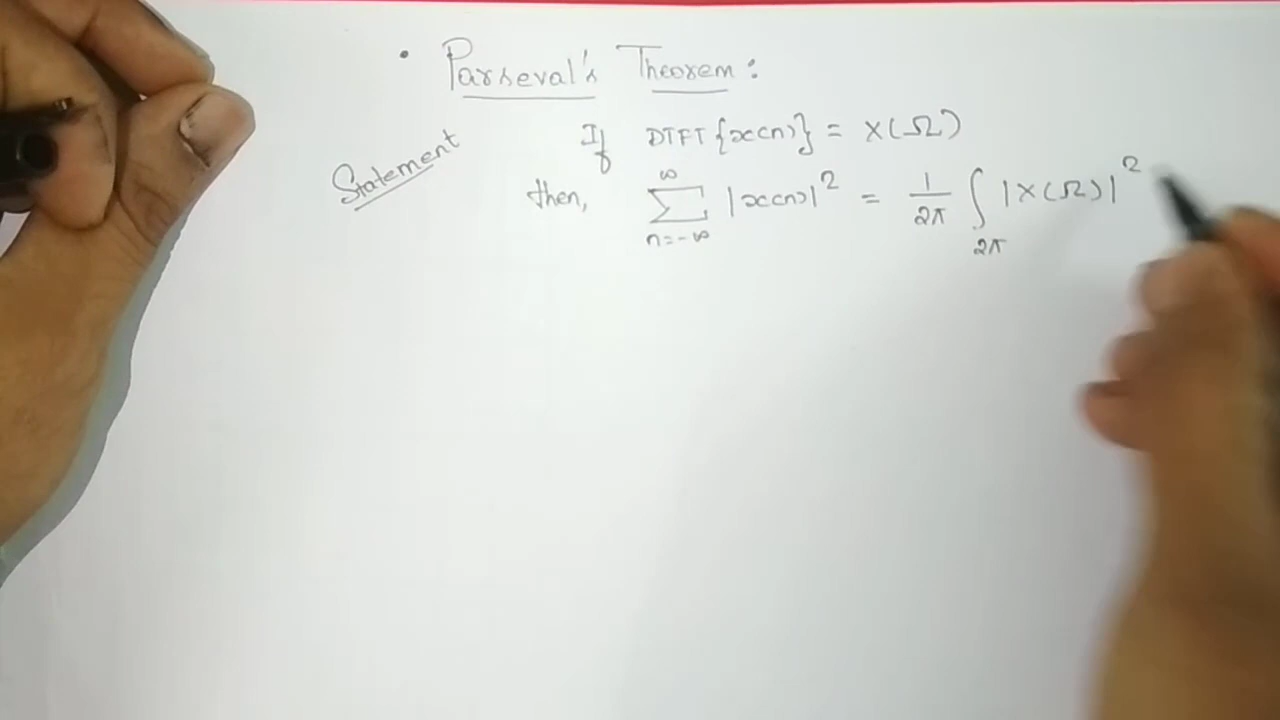 • Parseval's Theorem:
Statement
If DTFT{x(n)} = X(Ω)
then, ∑_{n=-∞}^{∞} |x(n)|² = 1/2π ∫_{2π} |X(Ω)|²